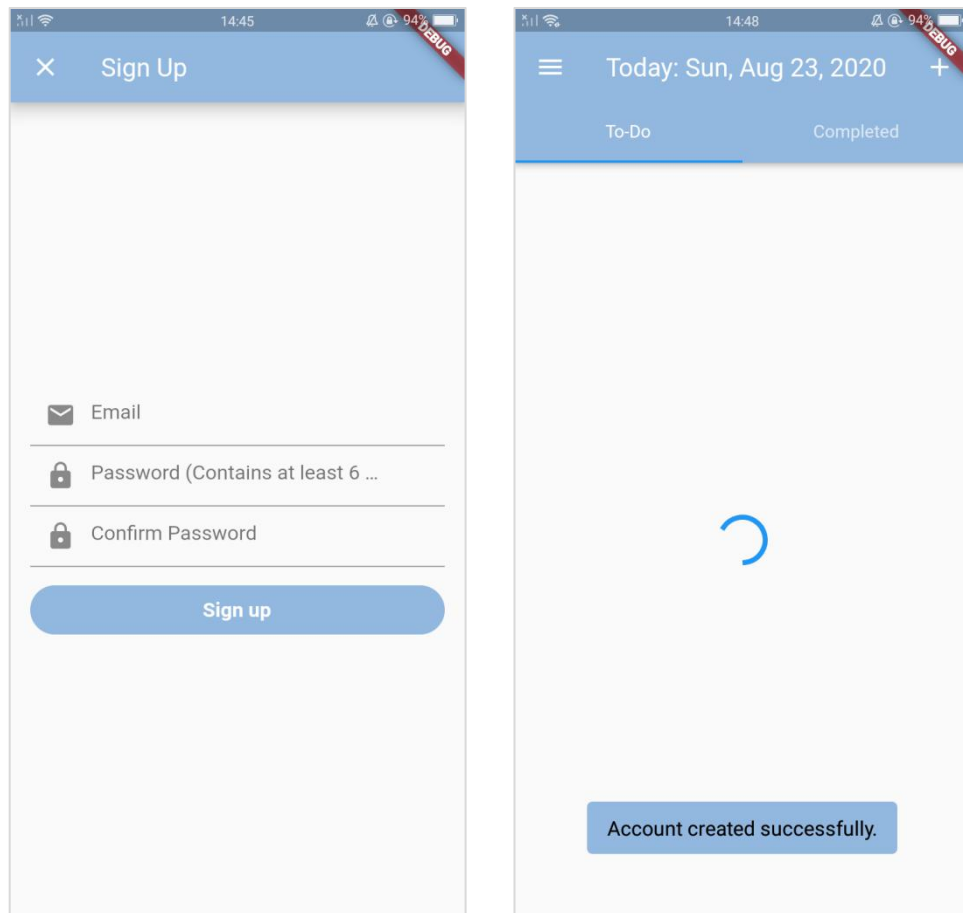 14:45
94%
DEBUG
Sign Up
Email
Password (Contains at least 6 ...
Confirm Password
Sign up
14:48
94%
DEBUG
Today: Sun, Aug 23, 2020
To-Do
Completed
Account created successfully.